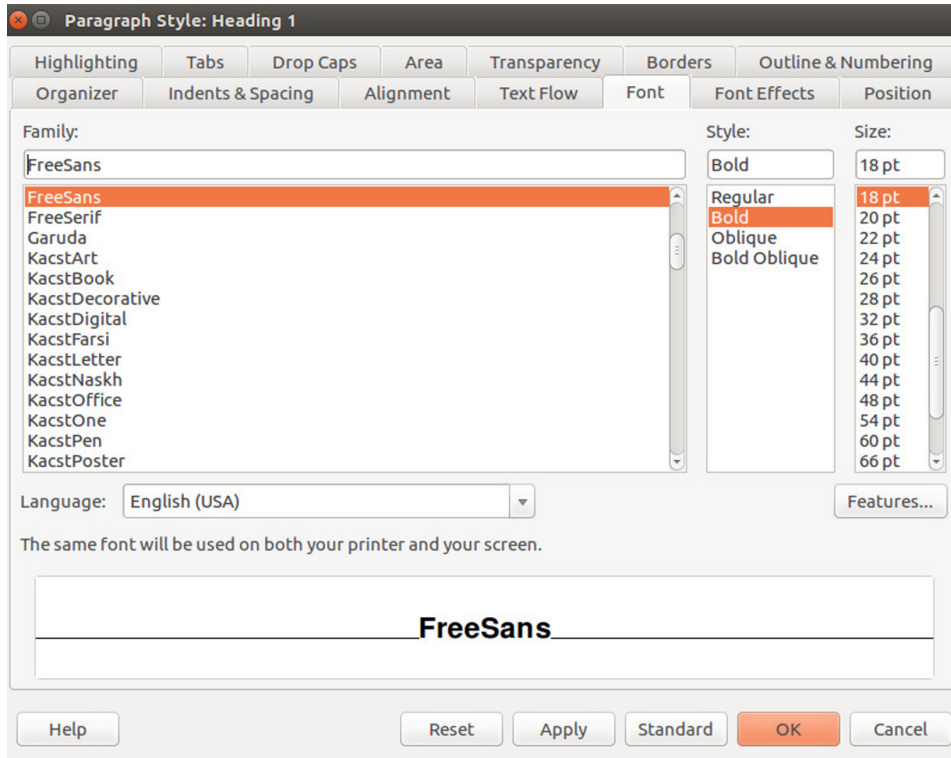 Paragraph Style: Heading 1
Highlighting Tabs Drop Caps Area Transparency Borders Outline & Numbering
Organizer Indents & Spacing Alignment Text Flow Font Font Effects Position
Family: Style: Size:
FreeSans Bold 18 pt
FreeSans Regular 18 pt
FreeSerif Bold 20 pt
Garuda Oblique 22 pt
KacstArt Bold Oblique 24 pt
KacstBook 26 pt
KacstDecorative 28 pt
KacstDigital 32 pt
KacstFarsi 36 pt
KacstLetter 40 pt
KacstNaskh 44 pt
KacstOffice 48 pt
KacstOne 54 pt
KacstPen 60 pt
KacstPoster 66 pt
Language: English (USA) Features...
The same font will be used on both your printer and your screen.
FreeSans
Help Reset Apply Standard OK Cancel